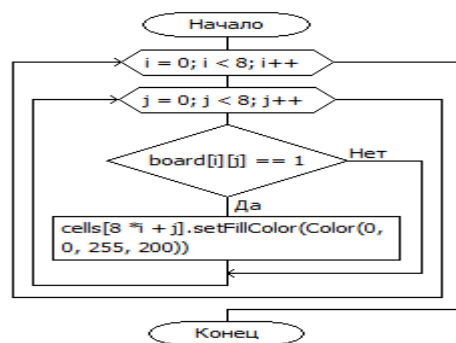 Начало
i = 0; i < 8; i++
j = 0; j < 8; j++
board[i][j] == 1
Нет
Да
cells[8 *i + j].setFillColor(Color(0,
0, 255, 200))
Конец